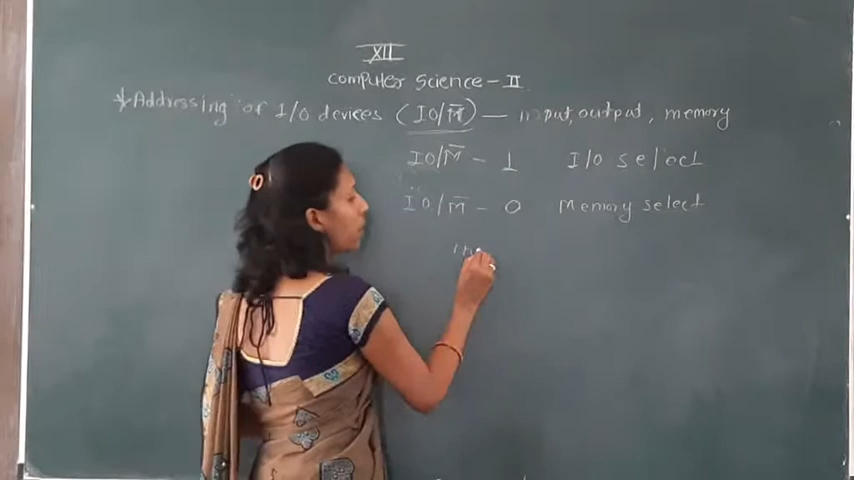 XII
Computer Science - II
* Addressing of I/O devices (IO/M̅) — input, output, memory
IO/M̅ - 1 I/O select
IO/M̅ - 0 Memory select